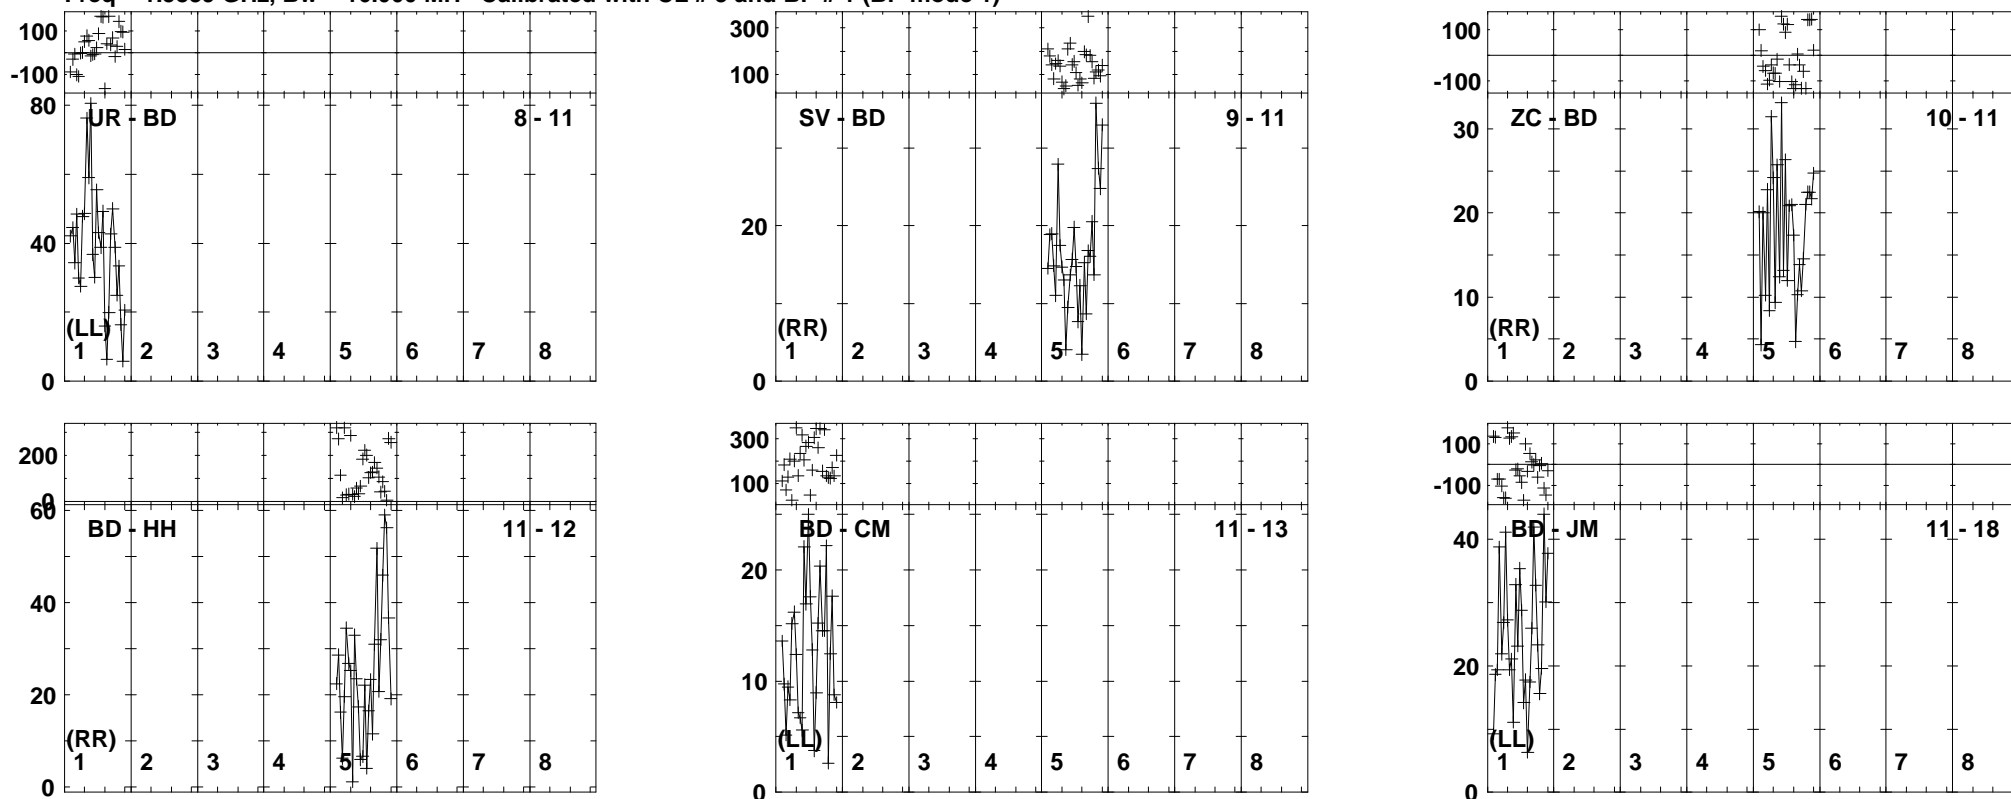 100
-100
80
40
0
UR - BD
8 - 11
(LL)
1 2 3 4 5 6 7 8
300
100
20
0
SV - BD
9 - 11
(RR)
1 2 3 4 5 6 7 8
100
-100
30
20
10
0
ZC - BD
10 - 11
(RR)
1 2 3 4 5 6 7 8
200
0
60
40
20
0
BD - HH
11 - 12
(RR)
1 2 3 4 5 6 7 8
300
100
20
10
0
BD - CM
11 - 13
(LL)
1 2 3 4 5 6 7 8
100
-100
40
20
0
BD - JM
11 - 18
(LL)
1 2 3 4 5 6 7 8